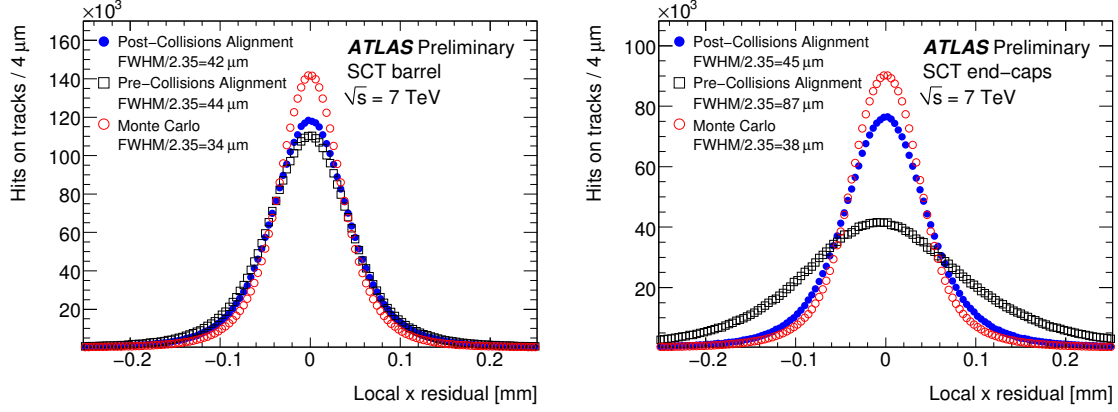 ×10³
160
140
120
100
80
60
40
20
Hits on tracks / 4 μm
Post-Collisions Alignment
FWHM/2.35=42 μm
Pre-Collisions Alignment
FWHM/2.35=44 μm
Monte Carlo
FWHM/2.35=34 μm
ATLAS Preliminary
SCT barrel
√s = 7 TeV
−0.2
−0.1
0
0.1
0.2
Local x residual [mm]
×10³
100
80
60
40
20
Hits on tracks / 4 μm
Post-Collisions Alignment
FWHM/2.35=45 μm
Pre-Collisions Alignment
FWHM/2.35=87 μm
Monte Carlo
FWHM/2.35=38 μm
ATLAS Preliminary
SCT end-caps
√s = 7 TeV
−0.2
−0.1
0
0.1
0.2
Local x residual [mm]